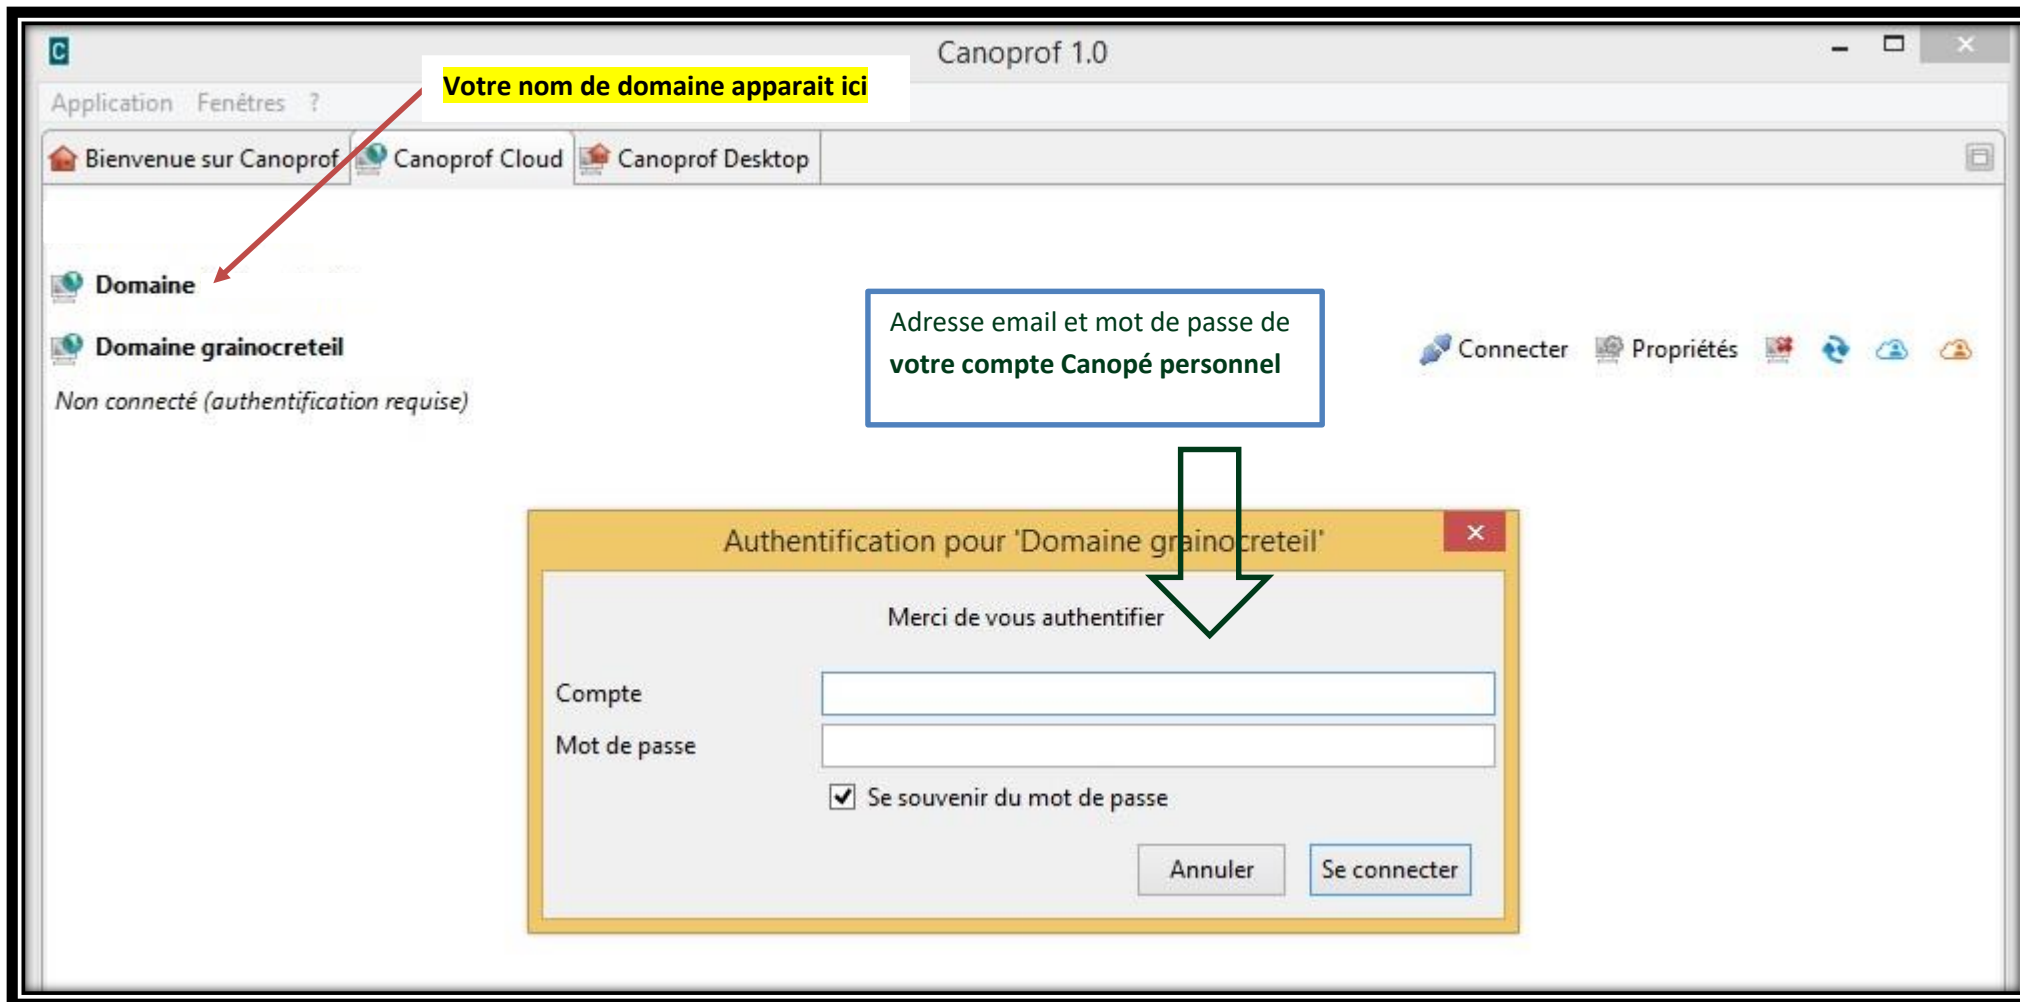 Canoprof 1.0
Votre nom de domaine apparait ici
Application Fenêtres ?
Bienvenue sur Canoprof Canoprof Cloud Canoprof Desktop
Domaine
Domaine grainocreteil
Connecter Propriétés
Non connecté (authentification requise)
Adresse email et mot de passe de
votre compte Canopé personnel
Authentification pour 'Domaine grainocreteil'
Merci de vous authentifier
Compte
Mot de passe
Se souvenir du mot de passe
Annuler Se connecter